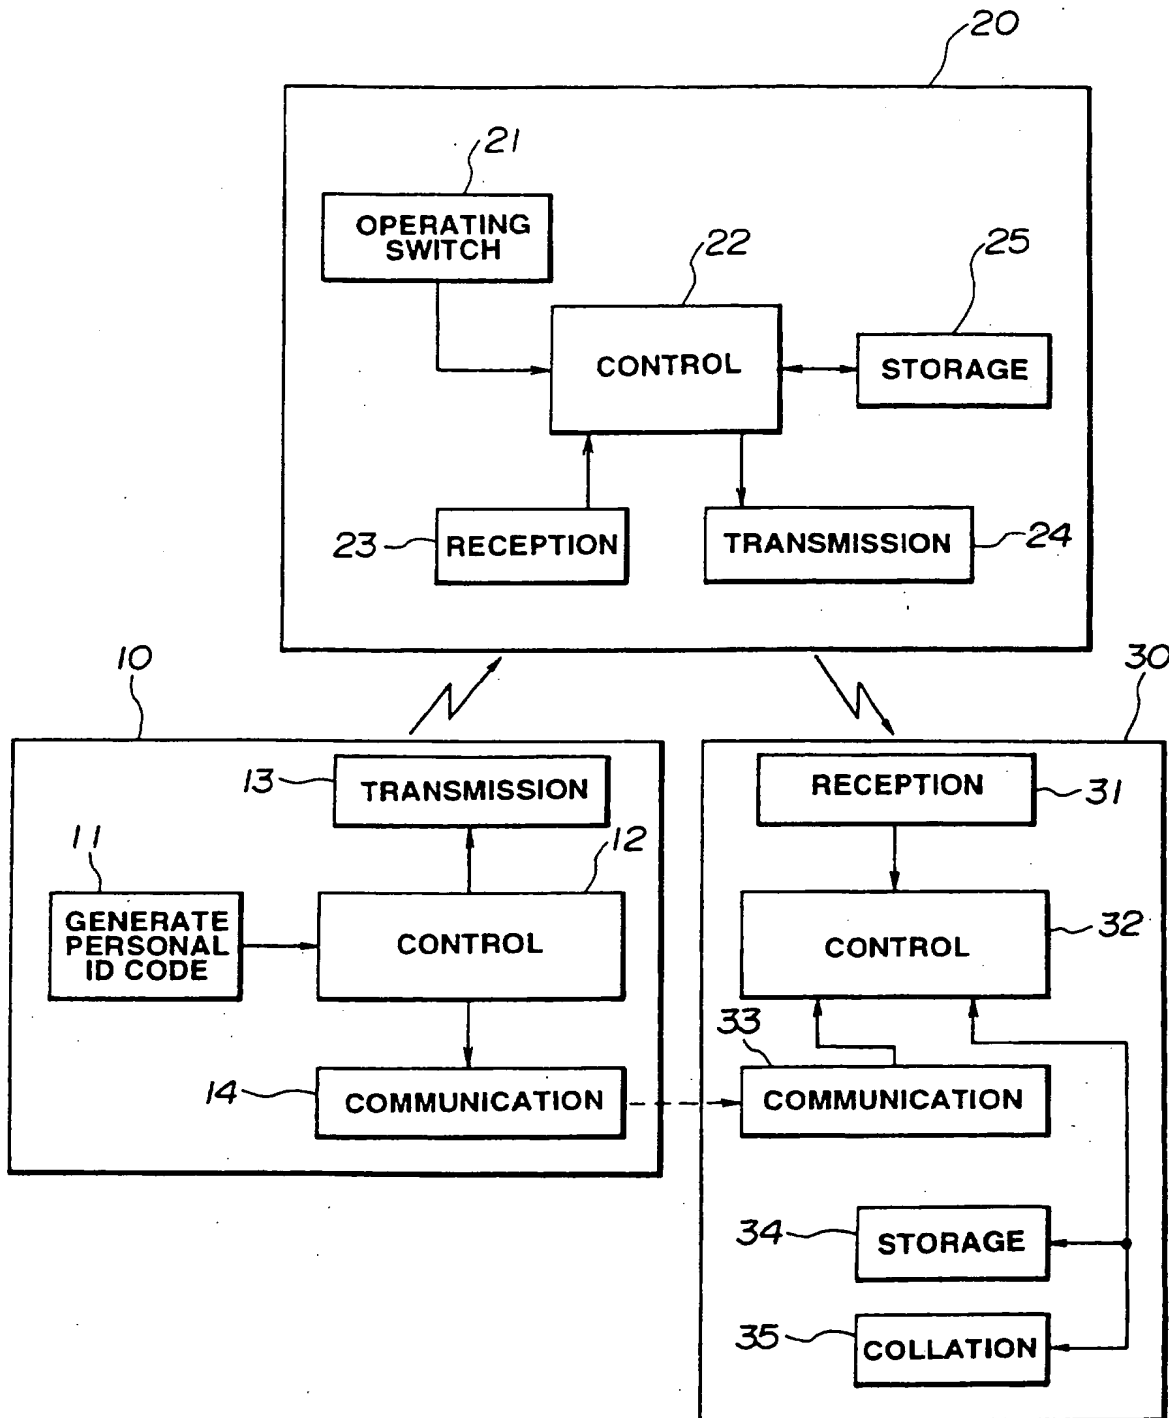 20
21
OPERATING
SWITCH
22
25
CONTROL
STORAGE
23
RECEPTION
TRANSMISSION
24
10
30
13
TRANSMISSION
RECEPTION
31
11
12
GENERATE
PERSONAL
ID CODE
CONTROL
CONTROL
32
33
14
COMMUNICATION
COMMUNICATION
34
STORAGE
35
COLLATION